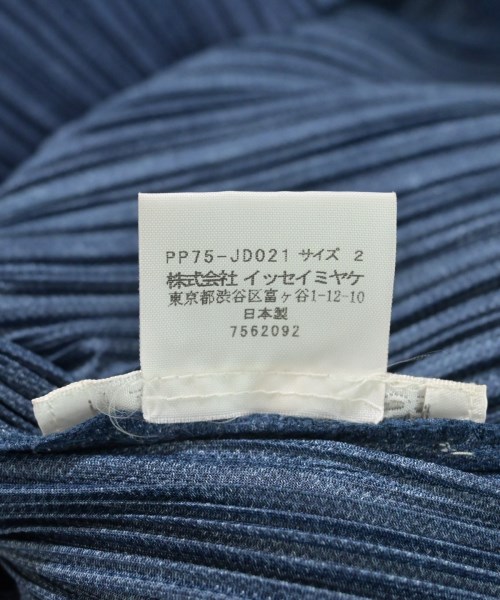 PP75-JD021 サイズ 2
株式会社 イッセイミヤケ
東京都渋谷区富ヶ谷1-12-10
日本製
7562092